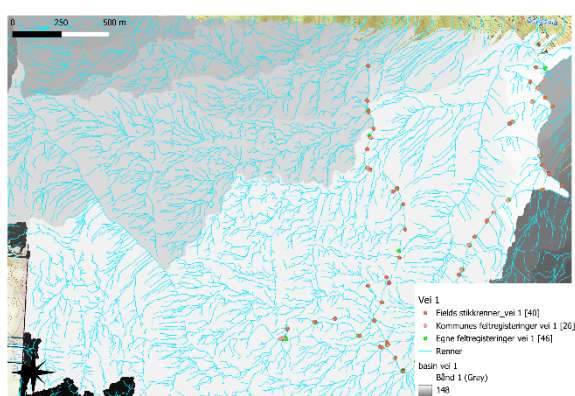 0 250 500 m
Vei 1
Fields stikkrenner_vei 1 [40]
Kommunes feltregisteringer vei 1 [26]
Egne feltregisteringer vei 1 [46]
Renner
basin vei 1
Bånd 1 (Gray)
148